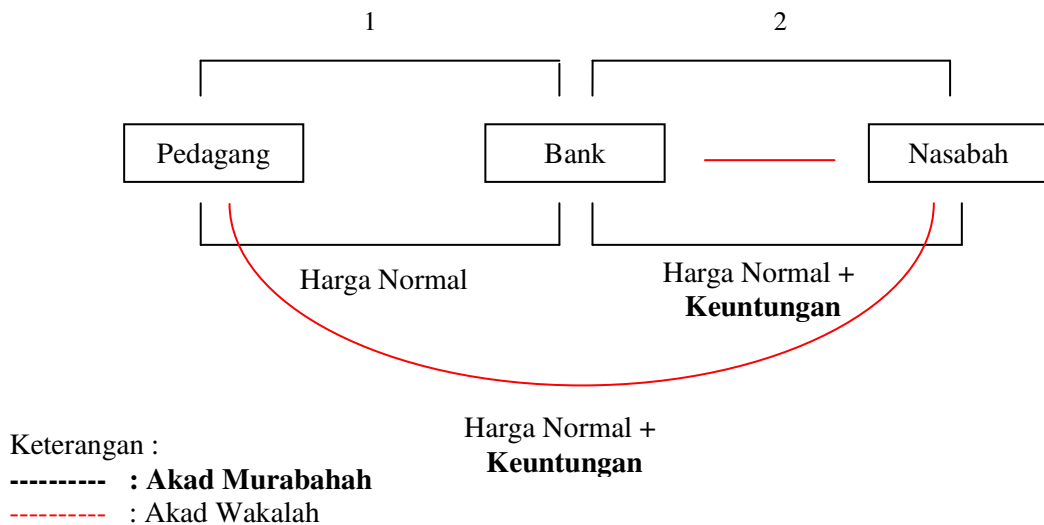 1
2
Pedagang
Bank
Nasabah
Harga Normal
Harga Normal +
Keuntungan
Harga Normal +
Keuntungan
Keterangan :
---------- : Akad Murabahah
---------- : Akad Wakalah